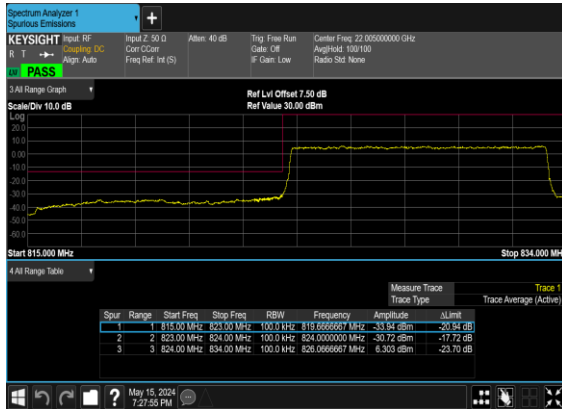 Spectrum Analyzer 1
Spurious Emissions
+
KEYSIGHT Input: RF Input Z: 50 Ω Atten: 40 dB Trig: Free Run Center Freq: 22.005000000 GHz
R T Coupling: DC Corr CCorr Gate: Off Avg|Hold: 100/100
Align: Auto Freq Ref: Int (S) IF Gain: Low Radio Std: None
LV PASS
3 All Range Graph
Ref Lvl Offset 7.50 dB
Scale/Div 10.0 dB Ref Value 30.00 dBm
Log
20.0
10.0
0.00
-10.0
-20.0
-30.0
-40.0
-50.0
-60.0
Start 815.000 MHz Stop 834.000 MH
4 All Range Table
Measure Trace Trace 1
Trace Type Trace Average (Active)
Spur Range Start Freq Stop Freq RBW Frequency Amplitude ΔLimit
1 1 815.00 MHz 823.00 MHz 100.0 kHz 819.6666667 MHz -33.94 dBm -20.94 dB
2 2 823.00 MHz 824.00 MHz 100.0 kHz 824.0000000 MHz -30.72 dBm -17.72 dB
3 3 824.00 MHz 834.00 MHz 100.0 kHz 826.0666667 MHz 6.303 dBm -23.70 dB
? May 15, 2024
7:27:55 PM